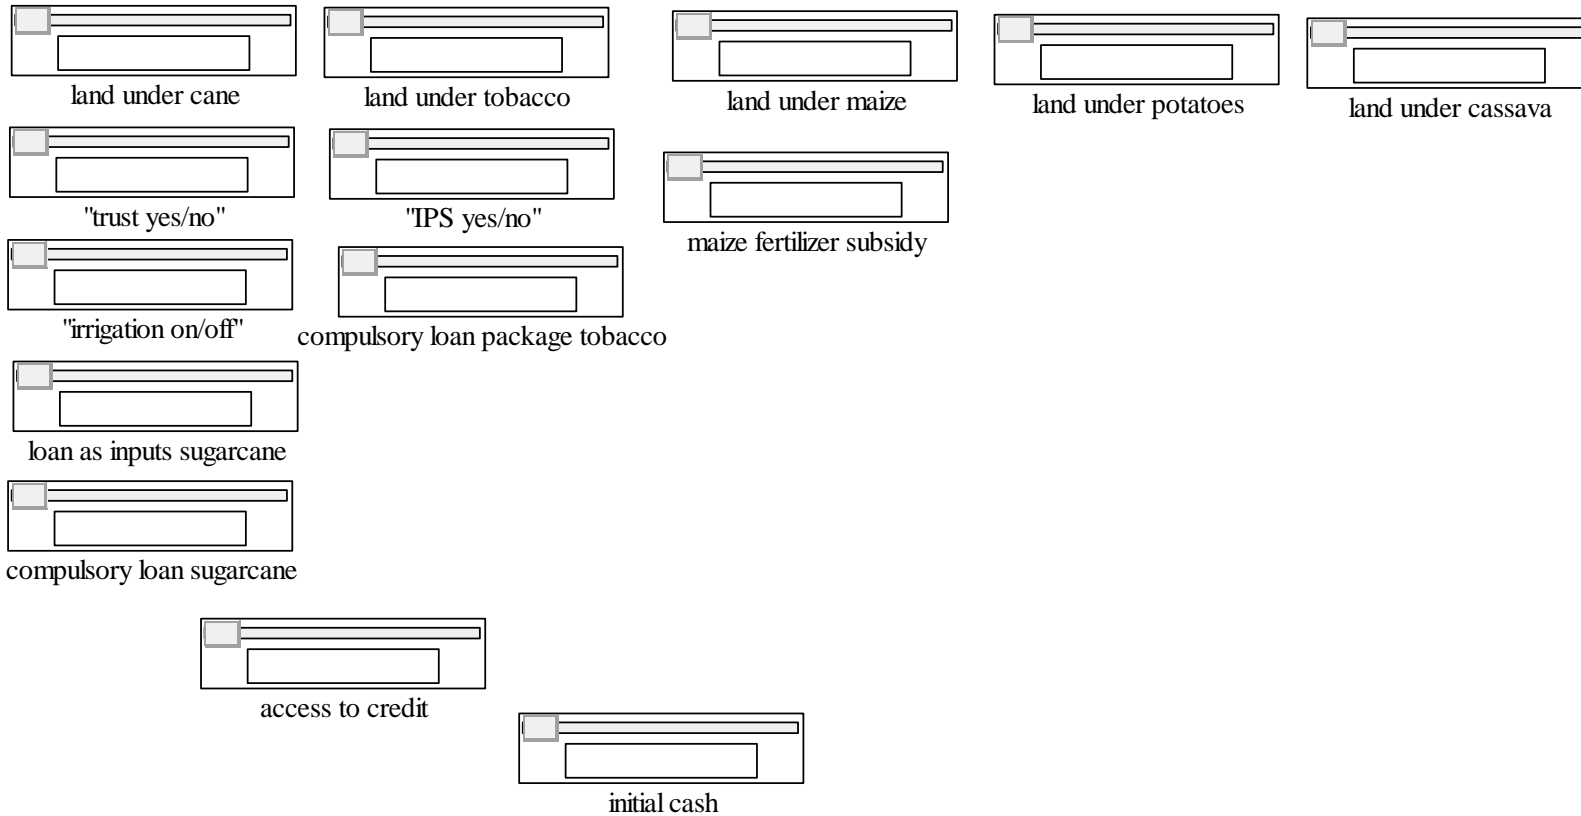 land under cane
land under tobacco
land under maize
land under potatoes
land under cassava
"trust yes/no"
"IPS yes/no"
maize fertilizer subsidy
"irrigation on/off"
compulsory loan package tobacco
loan as inputs sugarcane
compulsory loan sugarcane
access to credit
initial cash